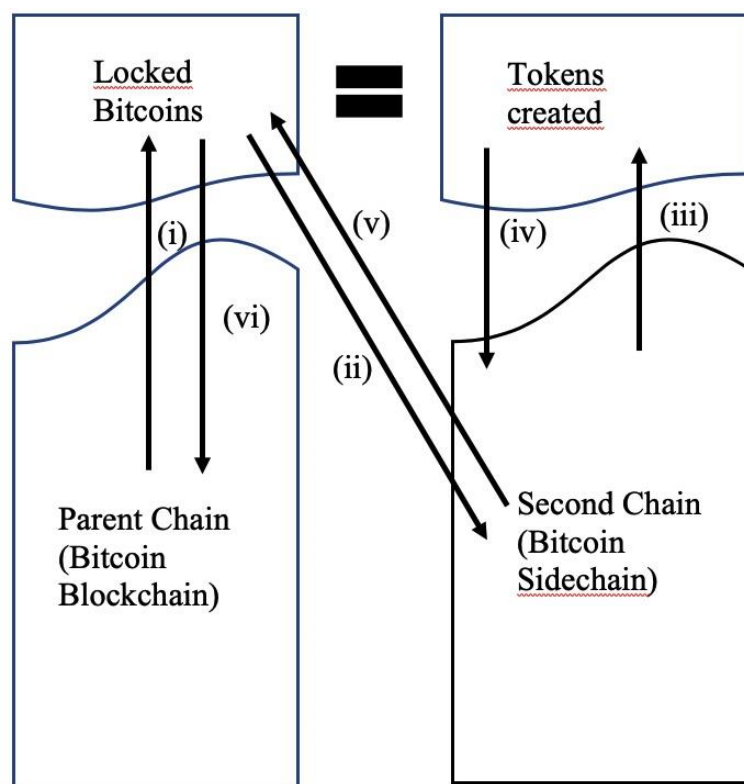 Locked
Bitcoins
Tokens
created
(i)
(v)
(iv)
(iii)
(vi)
(ii)
Parent Chain
(Bitcoin
Blockchain)
Second Chain
(Bitcoin
Sidechain)